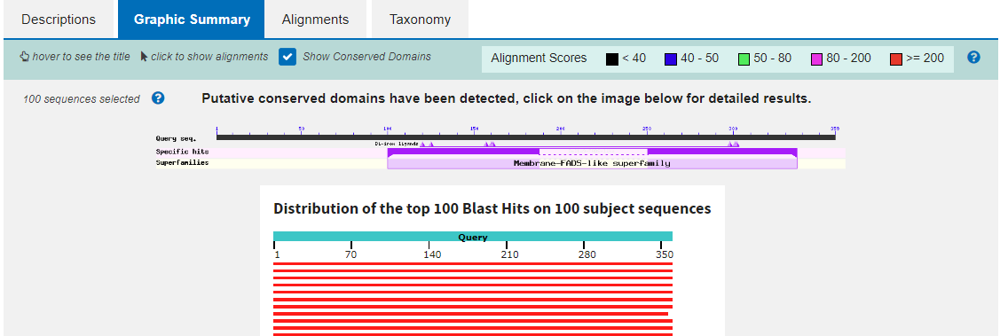 Descriptions Graphic Summary Alignments Taxonomy
hover to see the title click to show alignments Show Conserved Domains Alignment Scores < 40 40 - 50 50 - 80 80 - 200 >= 200 ?
100 sequences selected ? Putative conserved domains have been detected, click on the image below for detailed results.
1 50 100 150 200 250 300 350
Query seq.
Di-iron ligands
Specific hits
Superfamilies Membrane-FADS-like superfamily
Distribution of the top 100 Blast Hits on 100 subject sequences
Query
1 70 140 210 280 350